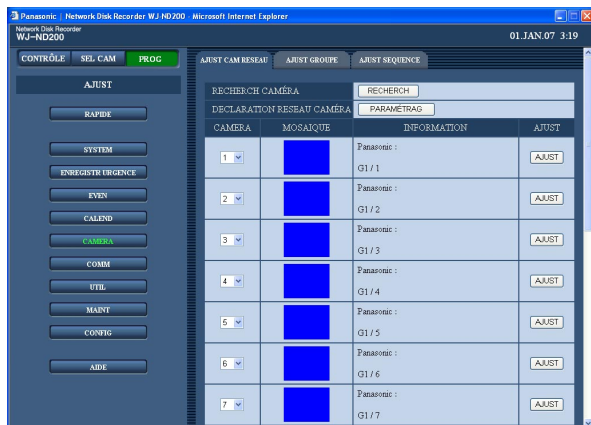 Panasonic | Network Disk Recorder WJ-ND200 - Microsoft Internet Explorer
Network Disk Recorder
WJ-ND200
01.JAN.07 3:19
CONTRÔLE SEL CAM PROG
AJUST
RAPIDE
SYSTEM
ENREGISTR URGENCE
EVEN
CALEND
CAMERA
COMM
UTIL
MAINT
CONFIG
AIDE
AJUST CAM RESEAU AJUST GROUPE AJUST SEQUENCE
RECHERCH CAMÉRA RECHERCH
DECLARATION RESEAU CAMÉRA PARAMÉTRAG
CAMERA MOSAIQUE INFORMATION AJUST
1 Panasonic : AJUST
G1 / 1
2 Panasonic : AJUST
G1 / 2
3 Panasonic : AJUST
G1 / 3
4 Panasonic : AJUST
G1 / 4
5 Panasonic : AJUST
G1 / 5
6 Panasonic : AJUST
G1 / 6
7 Panasonic : AJUST
G1 / 7